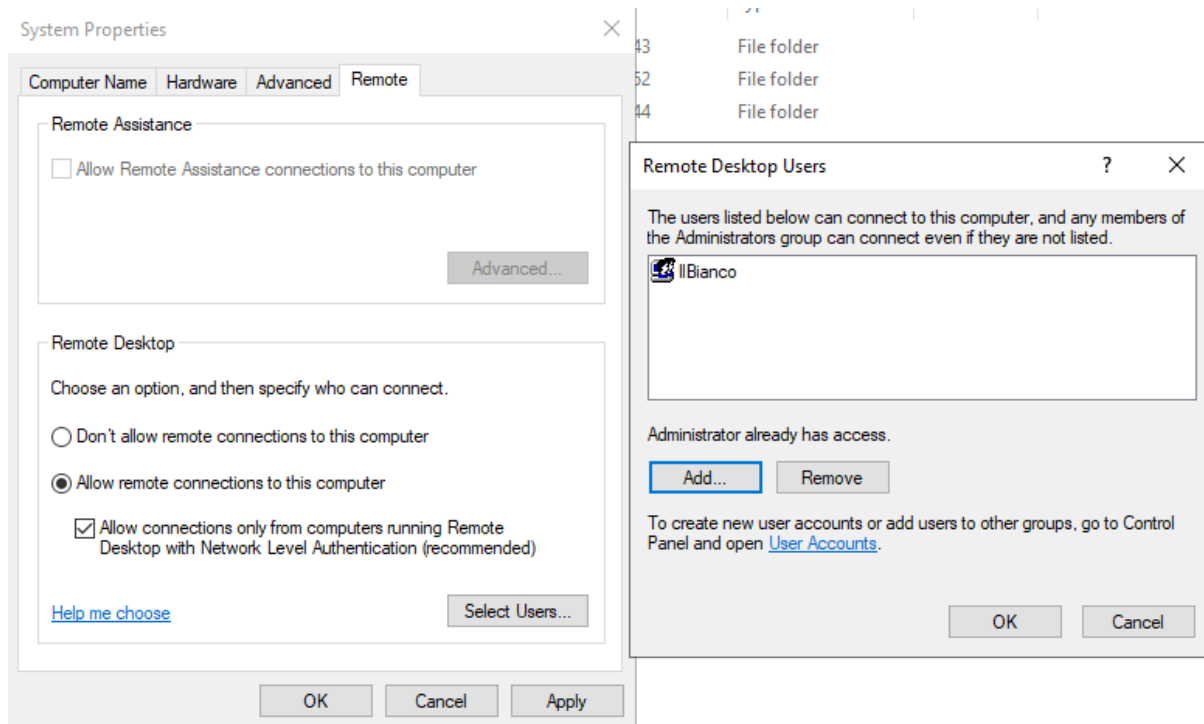 System Properties
Computer Name
Hardware
Advanced
Remote
Remote Assistance
Allow Remote Assistance connections to this computer
Advanced...
Remote Desktop
Choose an option, and then specify who can connect.
Don't allow remote connections to this computer
Allow remote connections to this computer
Allow connections only from computers running Remote
Desktop with Network Level Authentication (recommended)
Help me choose
Select Users...
OK
Cancel
Apply
43
File folder
52
File folder
44
File folder
Remote Desktop Users
?
The users listed below can connect to this computer, and any members of
the Administrators group can connect even if they are not listed.
IlBianco
Administrator already has access.
Add...
Remove
To create new user accounts or add users to other groups, go to Control
Panel and open User Accounts.
OK
Cancel